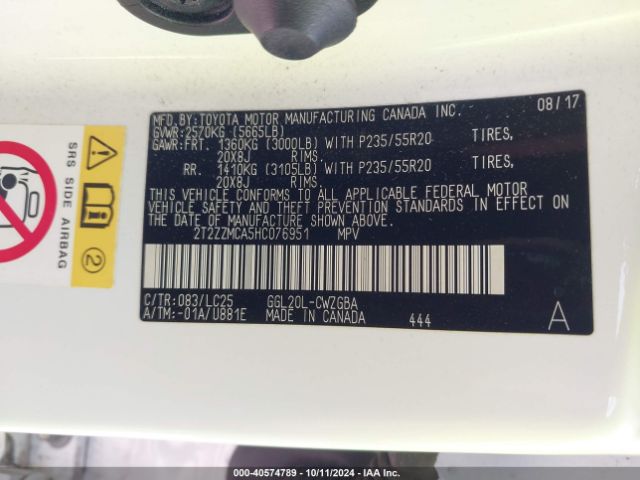 MFD.BY:TOYOTA MOTOR MANUFACTURING CANADA INC. 08/17
GVWR:2570KG (5665LB)
GAWR:FRT. 1360KG (3000LB) WITH P235/55R20 TIRES,
20X8J RIMS.
RR. 1410KG (3105LB) WITH P235/55R20 TIRES,
20X8J RIMS.
THIS VEHICLE CONFORMS TO ALL APPLICABLE FEDERAL MOTOR
VEHICLE SAFETY AND THEFT PREVENTION STANDARDS IN EFFECT ON
THE DATE OF MANUFACTURE SHOWN ABOVE.
2T2ZZMCA5HC076951 MPV
C/TR:083/LC25 GGL20L-CWZGBA
A/TM:-01A/U881E MADE IN CANADA 444 A
SRS SIDE AIRBAG 2
000-40574789 - 10/11/2024 - IAA Inc.